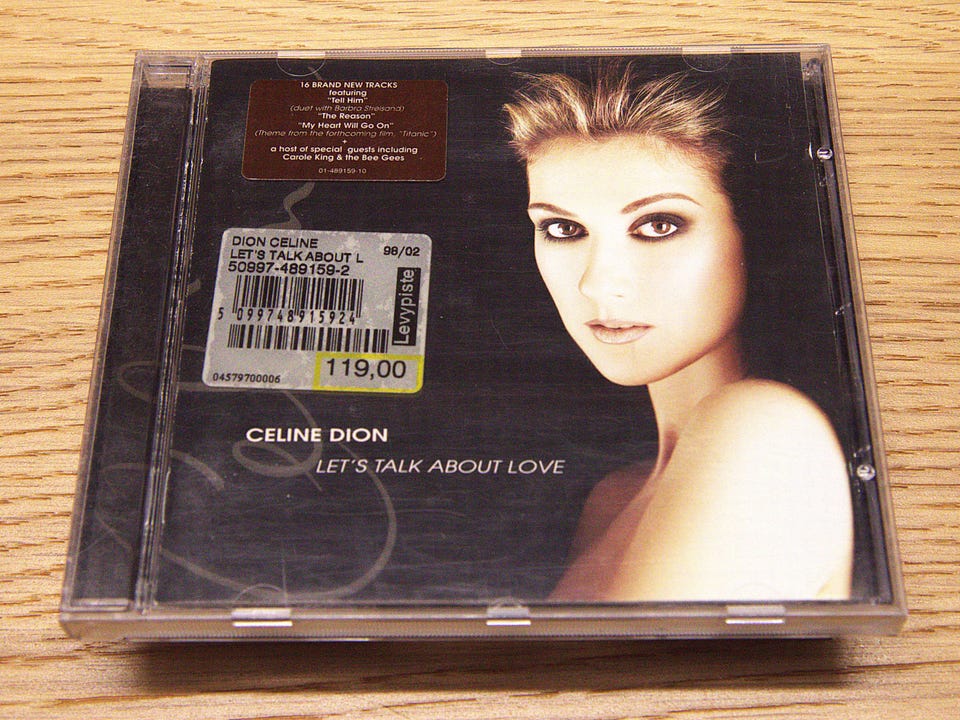 16 BRAND NEW TRACKS
featuring
"Tell Him"
(duet with Barbra Streisand)
"The Reason"
"My Heart Will Go On"
(Theme from the forthcoming film, "Titanic")
+
a host of special guests including
Carole King & the Bee Gees
01-489159-10
DION CELINE
98/02
LET'S TALK ABOUT L
50997-489159-2
Levypiste
5 099748 915924
119,00
04579700006
CELINE DION
LET'S TALK ABOUT LOVE